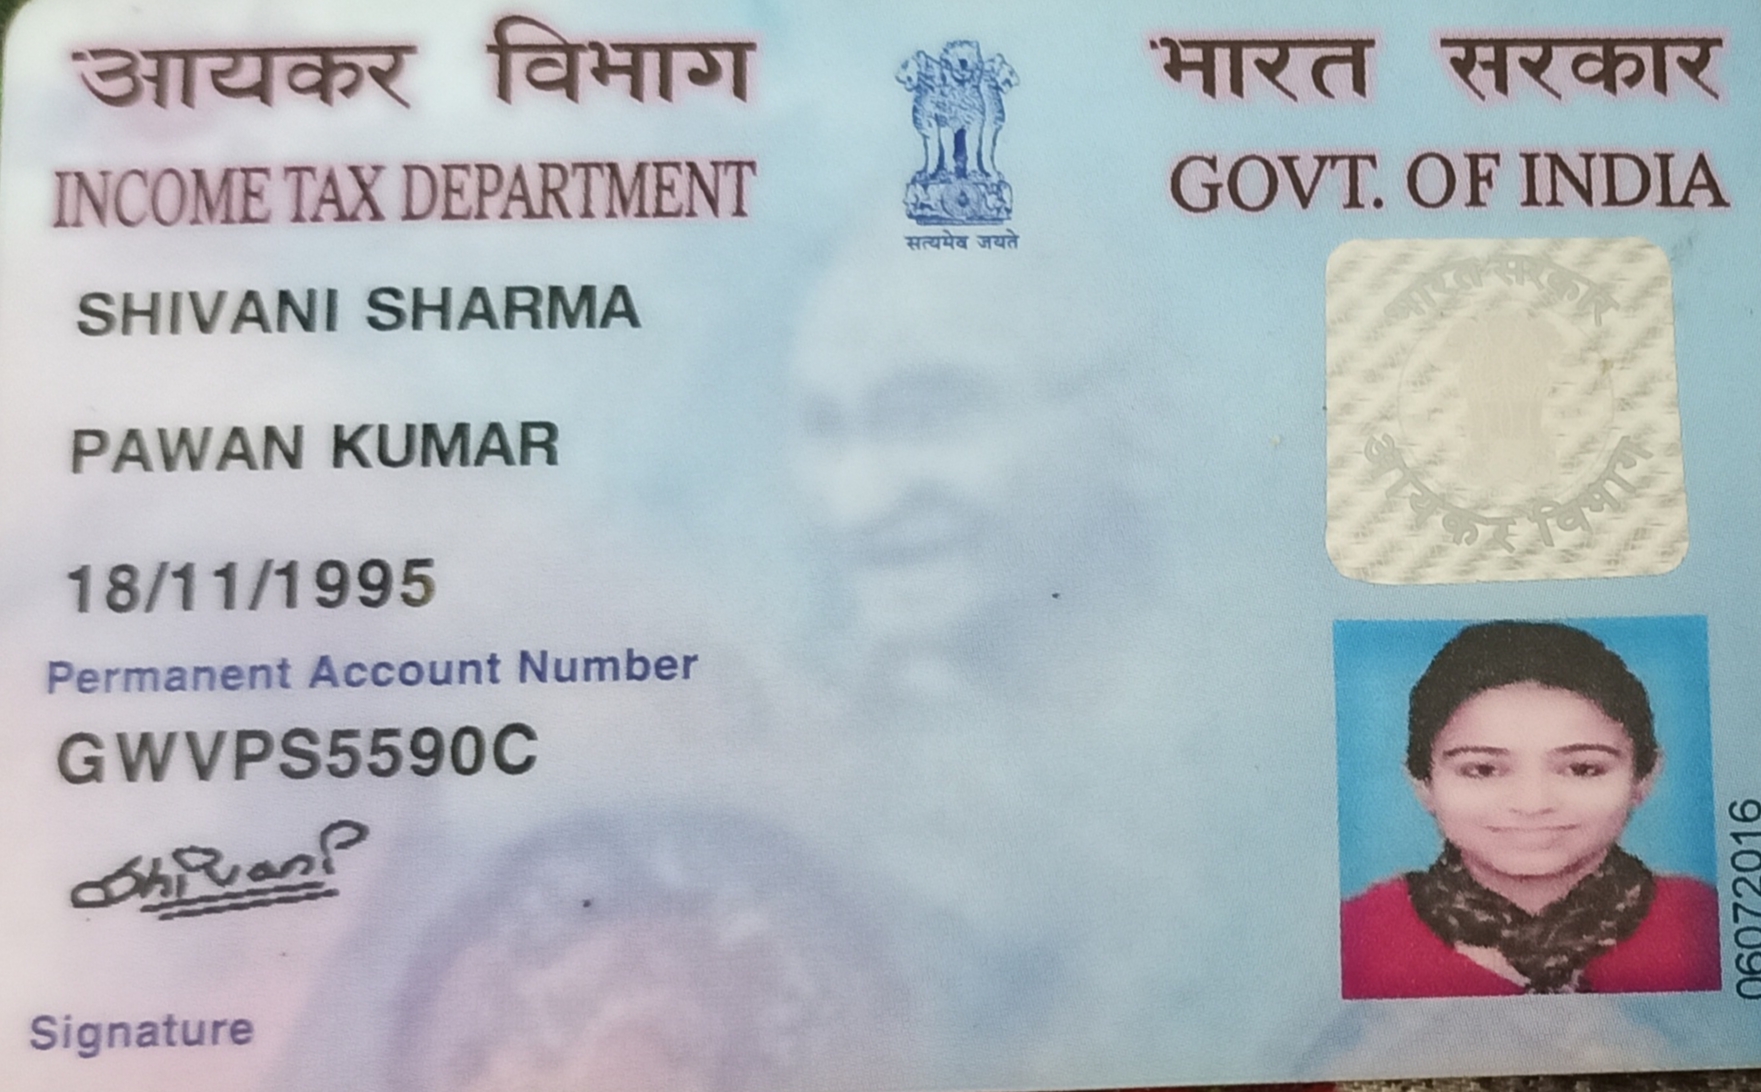 आयकर विभाग
INCOME TAX DEPARTMENT
सत्यमेव जयते
भारत सरकार
GOVT. OF INDIA
SHIVANI SHARMA
PAWAN KUMAR
18/11/1995
Permanent Account Number
GWVPS5590C
Shivani
Signature
भारत सरकार
आयकर विभाग
06072016